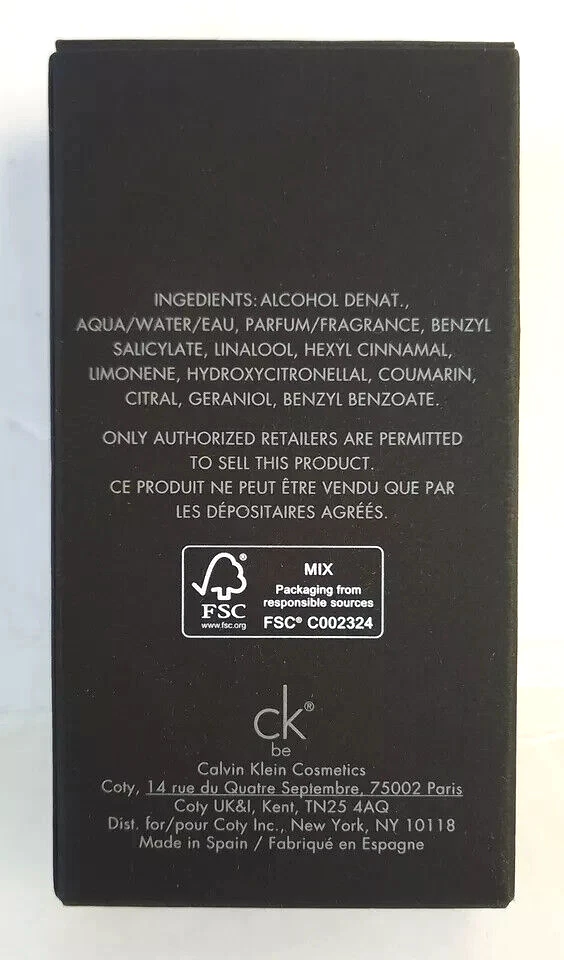 INGEDIENTS: ALCOHOL DENAT.,
AQUA/WATER/EAU, PARFUM/FRAGRANCE, BENZYL
SALICYLATE, LINALOOL, HEXYL CINNAMAL,
LIMONENE, HYDROXYCITRONELLAL, COUMARIN,
CITRAL, GERANIOL, BENZYL BENZOATE.
ONLY AUTHORIZED RETAILERS ARE PERMITTED
TO SELL THIS PRODUCT.
CE PRODUIT NE PEUT ÊTRE VENDU QUE PAR
LES DÉPOSITAIRES AGRÉÉS.
®
FSC
www.fsc.org
MIX
Packaging from
responsible sources
FSC® C002324
ck®
be
Calvin Klein Cosmetics
Coty, 14 rue du Quatre Septembre, 75002 Paris
Coty UK&I, Kent, TN25 4AQ
Dist. for/pour Coty Inc., New York, NY 10118
Made in Spain / Fabriqué en Espagne